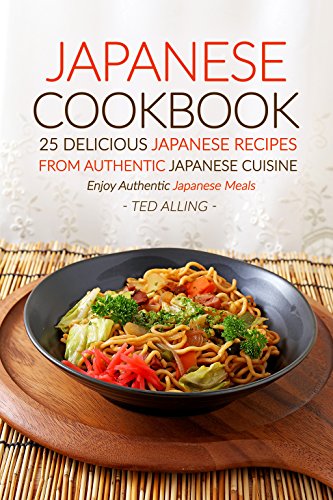 JAPANESE
COOKBOOK
25 DELICIOUS JAPANESE RECIPES
FROM AUTHENTIC JAPANESE CUISINE
Enjoy Authentic Japanese Meals
- TED ALLING -